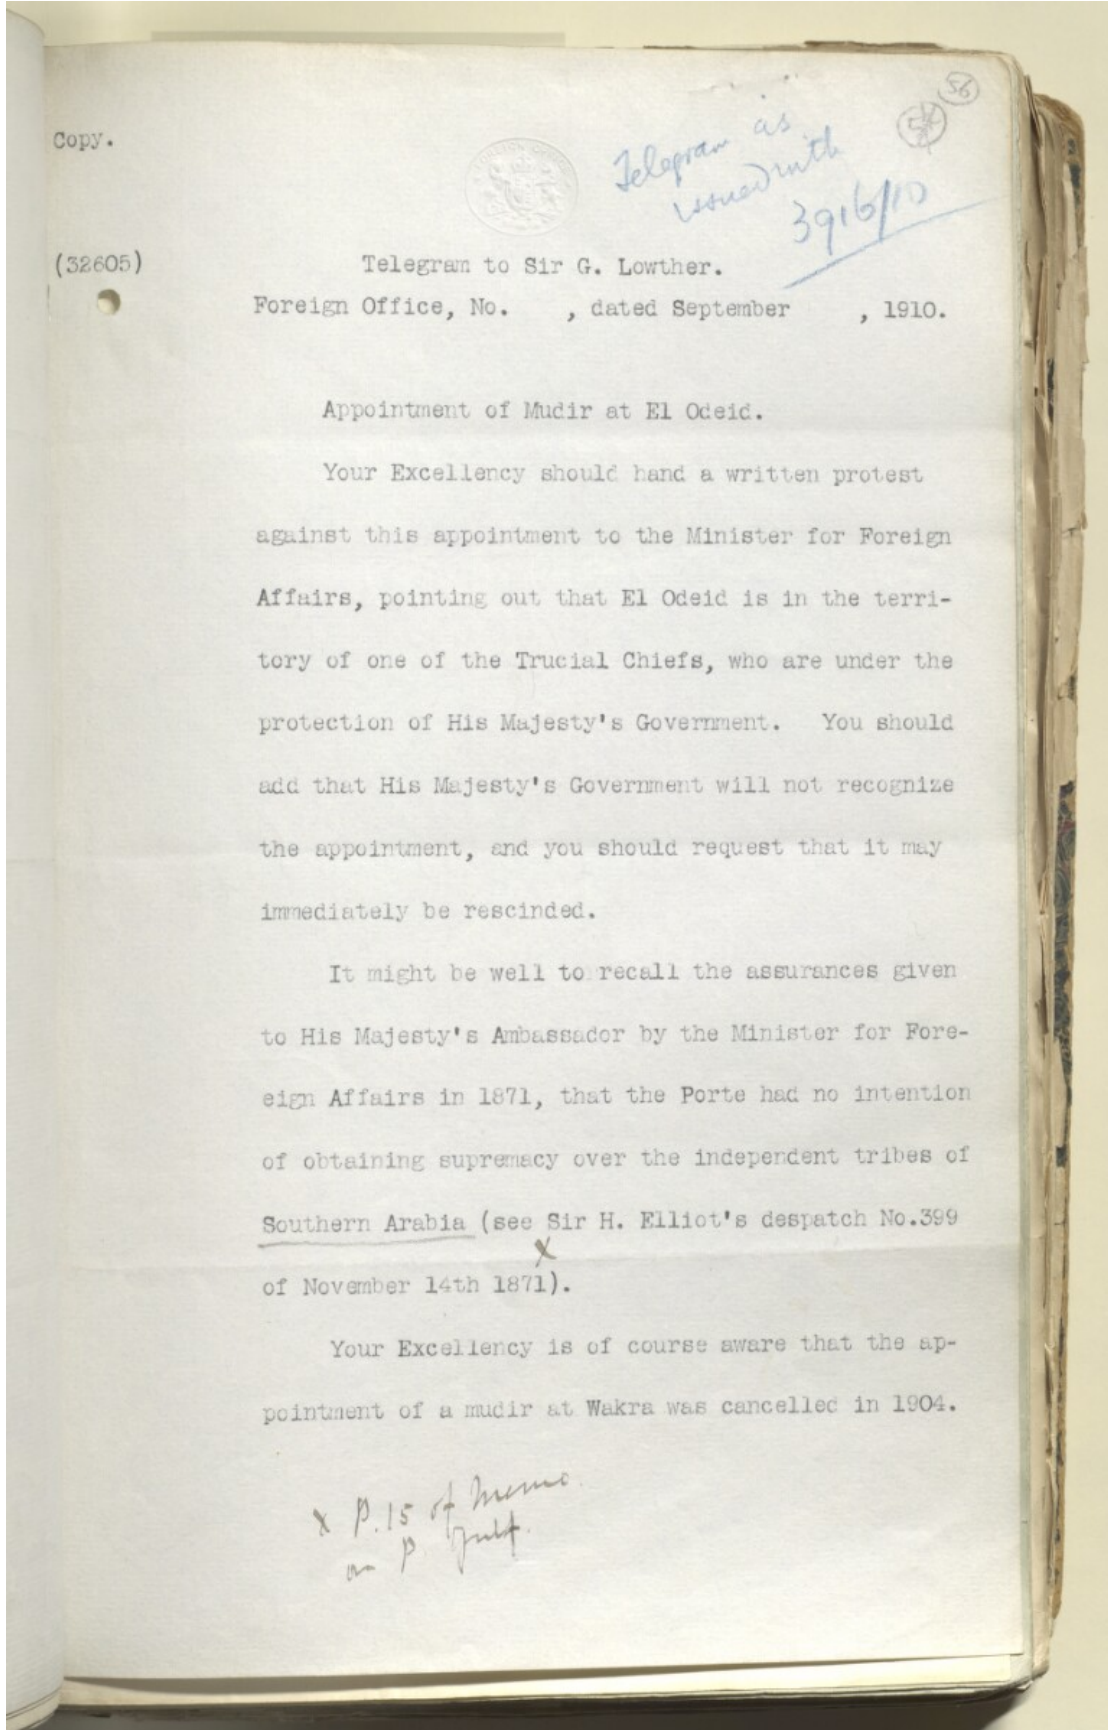 56
Copy.
FOREIGN OFFICE
Telegram as
issued with
3916/10
(32605)
Telegram to Sir G. Lowther.
Foreign Office, No.    , dated September    , 1910.
Appointment of Mudir at El Odeid.
Your Excellency should hand a written protest
against this appointment to the Minister for Foreign
Affairs, pointing out that El Odeid is in the terri-
tory of one of the Trucial Chiefs, who are under the
protection of His Majesty's Government.  You should
add that His Majesty's Government will not recognize
the appointment, and you should request that it may
immediately be rescinded.
It might be well to recall the assurances given
to His Majesty's Ambassador by the Minister for Fore-
eign Affairs in 1871, that the Porte had no intention
of obtaining supremacy over the independent tribes of
Southern Arabia (see Sir H. Elliot's despatch No.399
x
of November 14th 1871).
Your Excellency is of course aware that the ap-
pointment of a mudir at Wakra was cancelled in 1904.
x P.15 of Memo.
on P. Gulf.